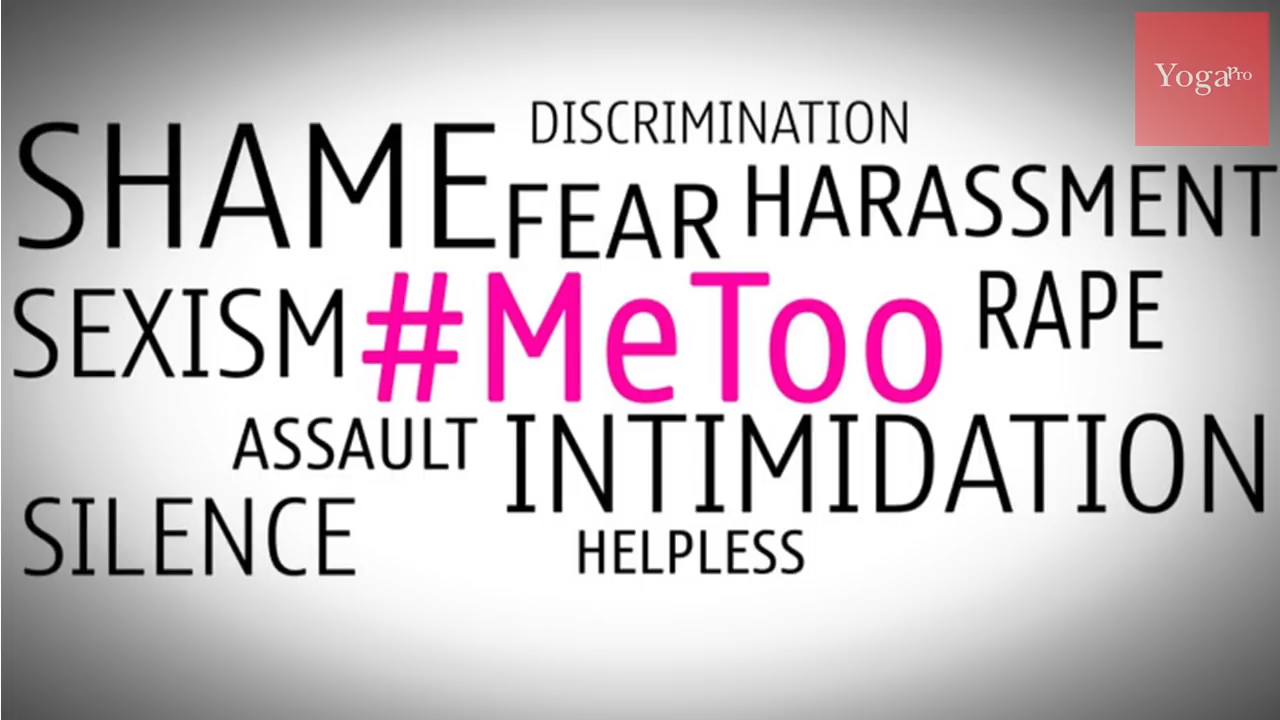 YogaPro
DISCRIMINATION
SHAME
FEAR
HARASSMENT
SEXISM
#MeToo
RAPE
ASSAULT
INTIMIDATION
SILENCE
HELPLESS